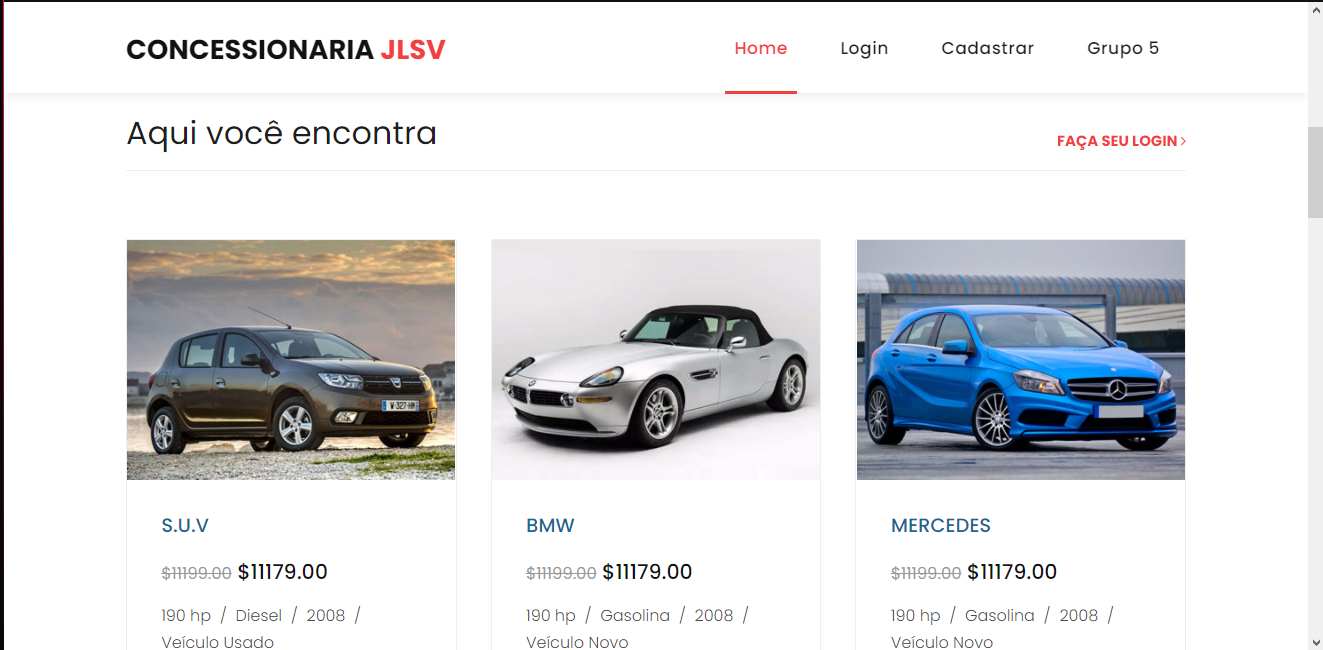 CONCESSIONARIA JLSV
Home Login Cadastrar Grupo 5
Aqui você encontra
FAÇA SEU LOGIN
W-327-HM
S.U.V
$11199.00 $11179.00
190 hp / Diesel / 2008 /
Veículo Usado
BMW
$11199.00 $11179.00
190 hp / Gasolina / 2008 /
Veículo Novo
MERCEDES
$11199.00 $11179.00
190 hp / Gasolina / 2008 /
Veículo Novo